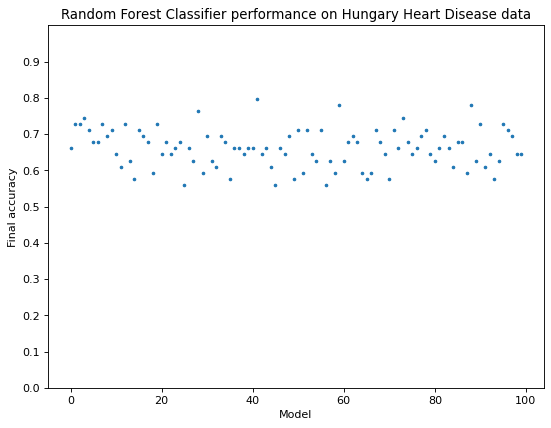 Random Forest Classifier performance on Hungary Heart Disease data
0.9
0.8
0.7
0.6
0.5
0.4
0.3
0.2
0.1
0.0
Final accuracy
0 20 40 60 80 100
Model